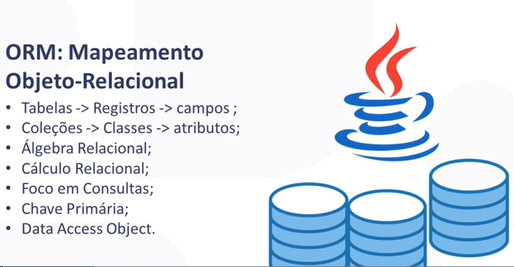 ORM: Mapeamento
Objeto-Relacional
• Tabelas -> Registros -> campos ;
• Coleções -> Classes -> atributos;
• Álgebra Relacional;
• Cálculo Relacional;
• Foco em Consultas;
• Chave Primária;
• Data Access Object.